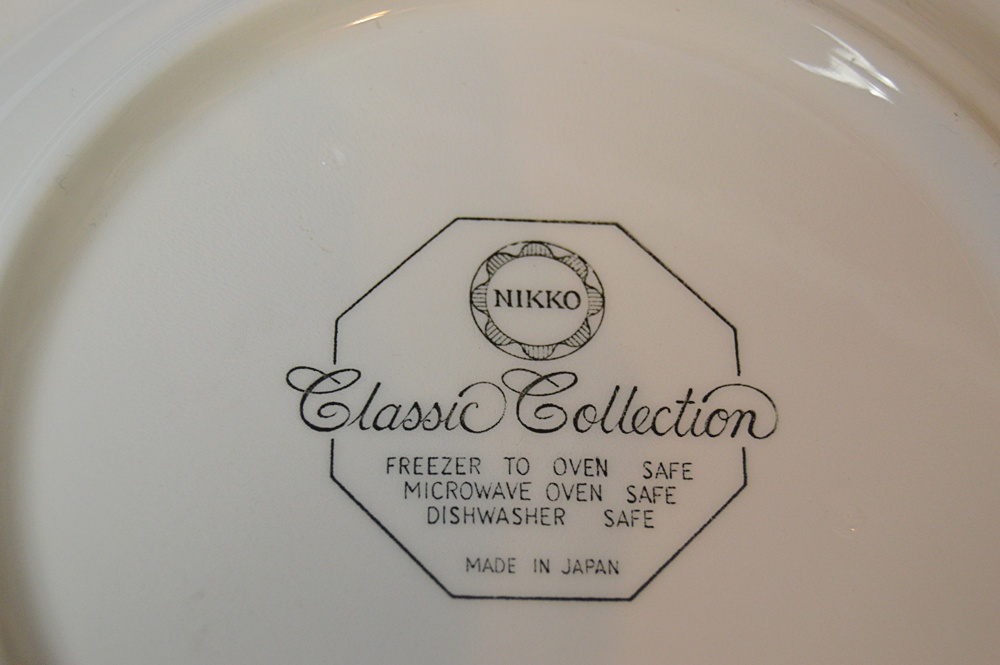 NIKKO
Classic Collection
FREEZER TO OVEN SAFE
MICROWAVE OVEN SAFE
DISHWASHER SAFE
MADE IN JAPAN